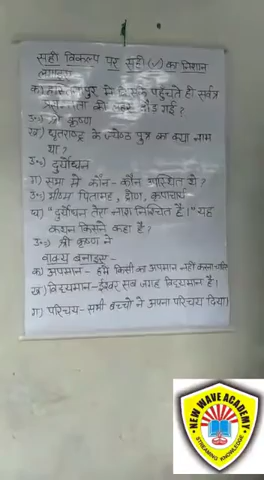 सही विकल्प पर सही (✓) का निशान
लगाइए
क) हस्तिनापुर में किसके पहुंचते ही सर्वत्र
प्रसन्नता की लहर दौड़ गई ?
उ०) श्री कृष्ण
ख) धृतराष्ट्र के ज्येष्ठ पुत्र का क्या नाम
था ?
उ०) दुर्योधन
ग) सभा में कौन - कौन उपस्थित थे ?
उ०) भीष्म पितामह , द्रोण , कृपाचार्य
घ) "दुर्योधन तेरा नाश निश्चित है।" यह
कथन किसने कहा है ?
उ०) श्री कृष्ण ने
वाक्य बनाइए -
क) अपमान - हमें किसी का अपमान नहीं करना
ख) विद्यमान - ईश्वर सब जगह विद्यमान है।
ग) परिचय - सभी बच्चों ने अपना परिचय दिया।
NEW WAVE ACADEMY
STREAMING KNOWLEDGE